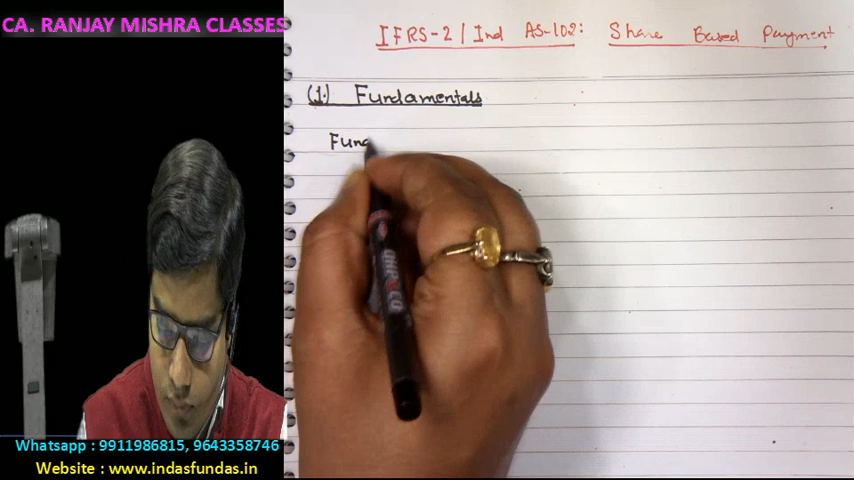 CA. RANJAY MISHRA CLASSES
IFRS-2 | Ind AS-102: Share Based Payment
(1.) Fundamentals
Fund
Whatsapp : 9911986815, 9643358746
Website : www.indasfundas.in